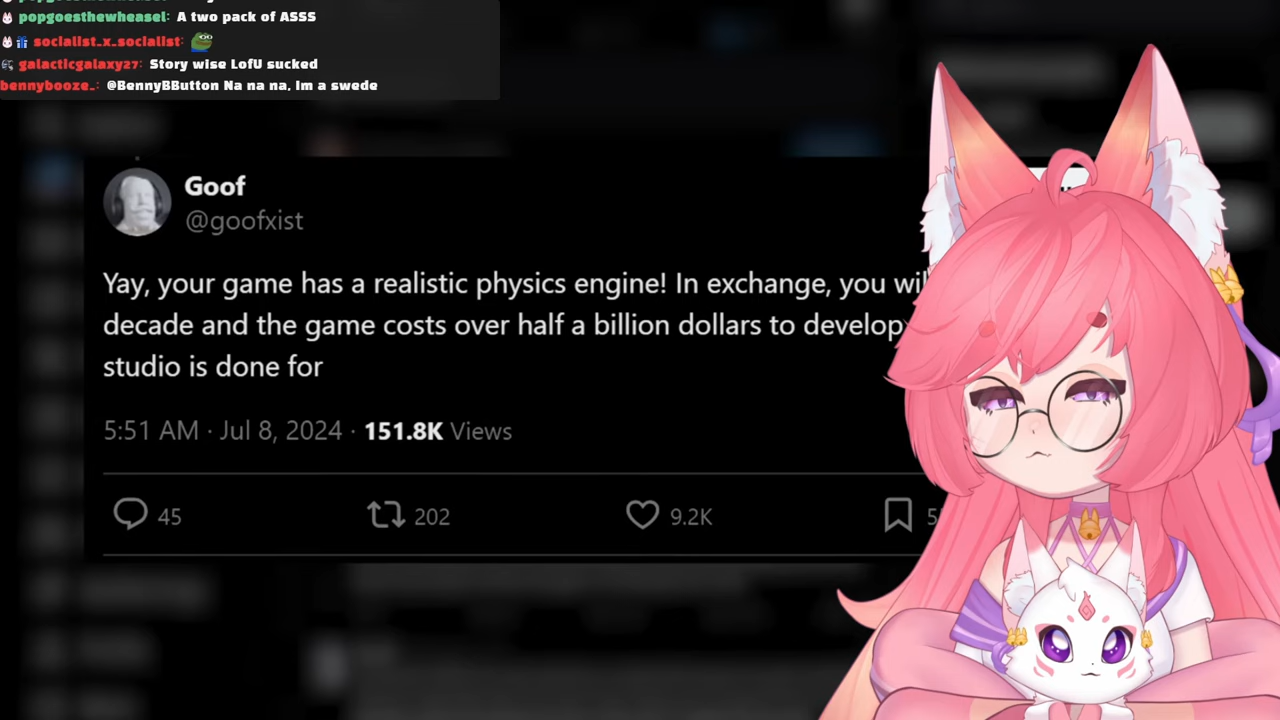 popgoesthewheasel: A two pack of ASSS
socialist_x_socialist:
galacticgalaxy27: Story wise LofU sucked
bennybooze_: @BennyBButton Na na na, Im a swede
Goof
@goofxist
Yay, your game has a realistic physics engine! In exchange, you
decade and the game costs over half a billion dollars to develop
studio is done for
5:51 AM · Jul 8, 2024 · 151.8K Views
45 202 9.2K